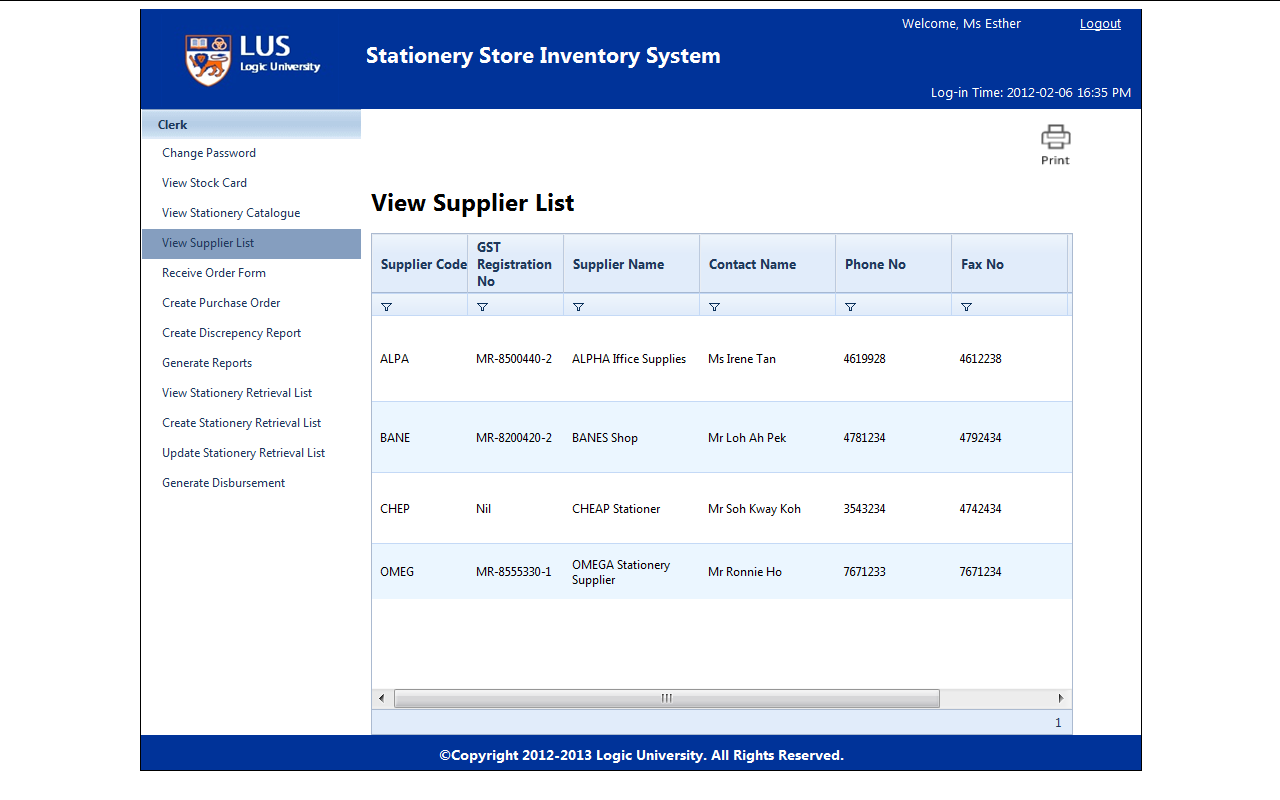 Welcome, Ms Esther Logout
LUS
Logic University
Stationery Store Inventory System
Log-in Time: 2012-02-06 16:35 PM
Clerk
Change Password
View Stock Card
View Stationery Catalogue
View Supplier List
Receive Order Form
Create Purchase Order
Create Discrepency Report
Generate Reports
View Stationery Retrieval List
Create Stationery Retrieval List
Update Stationery Retrieval List
Generate Disbursement
Print
View Supplier List
Supplier Code GST Registration No Supplier Name Contact Name Phone No Fax No
ALPA MR-8500440-2 ALPHA Iffice Supplies Ms Irene Tan 4619928 4612238
BANE MR-8200420-2 BANES Shop Mr Loh Ah Pek 4781234 4792434
CHEP Nil CHEAP Stationer Mr Soh Kway Koh 3543234 4742434
OMEG MR-8555330-1 OMEGA Stationery Supplier Mr Ronnie Ho 7671233 7671234
1
©Copyright 2012-2013 Logic University. All Rights Reserved.